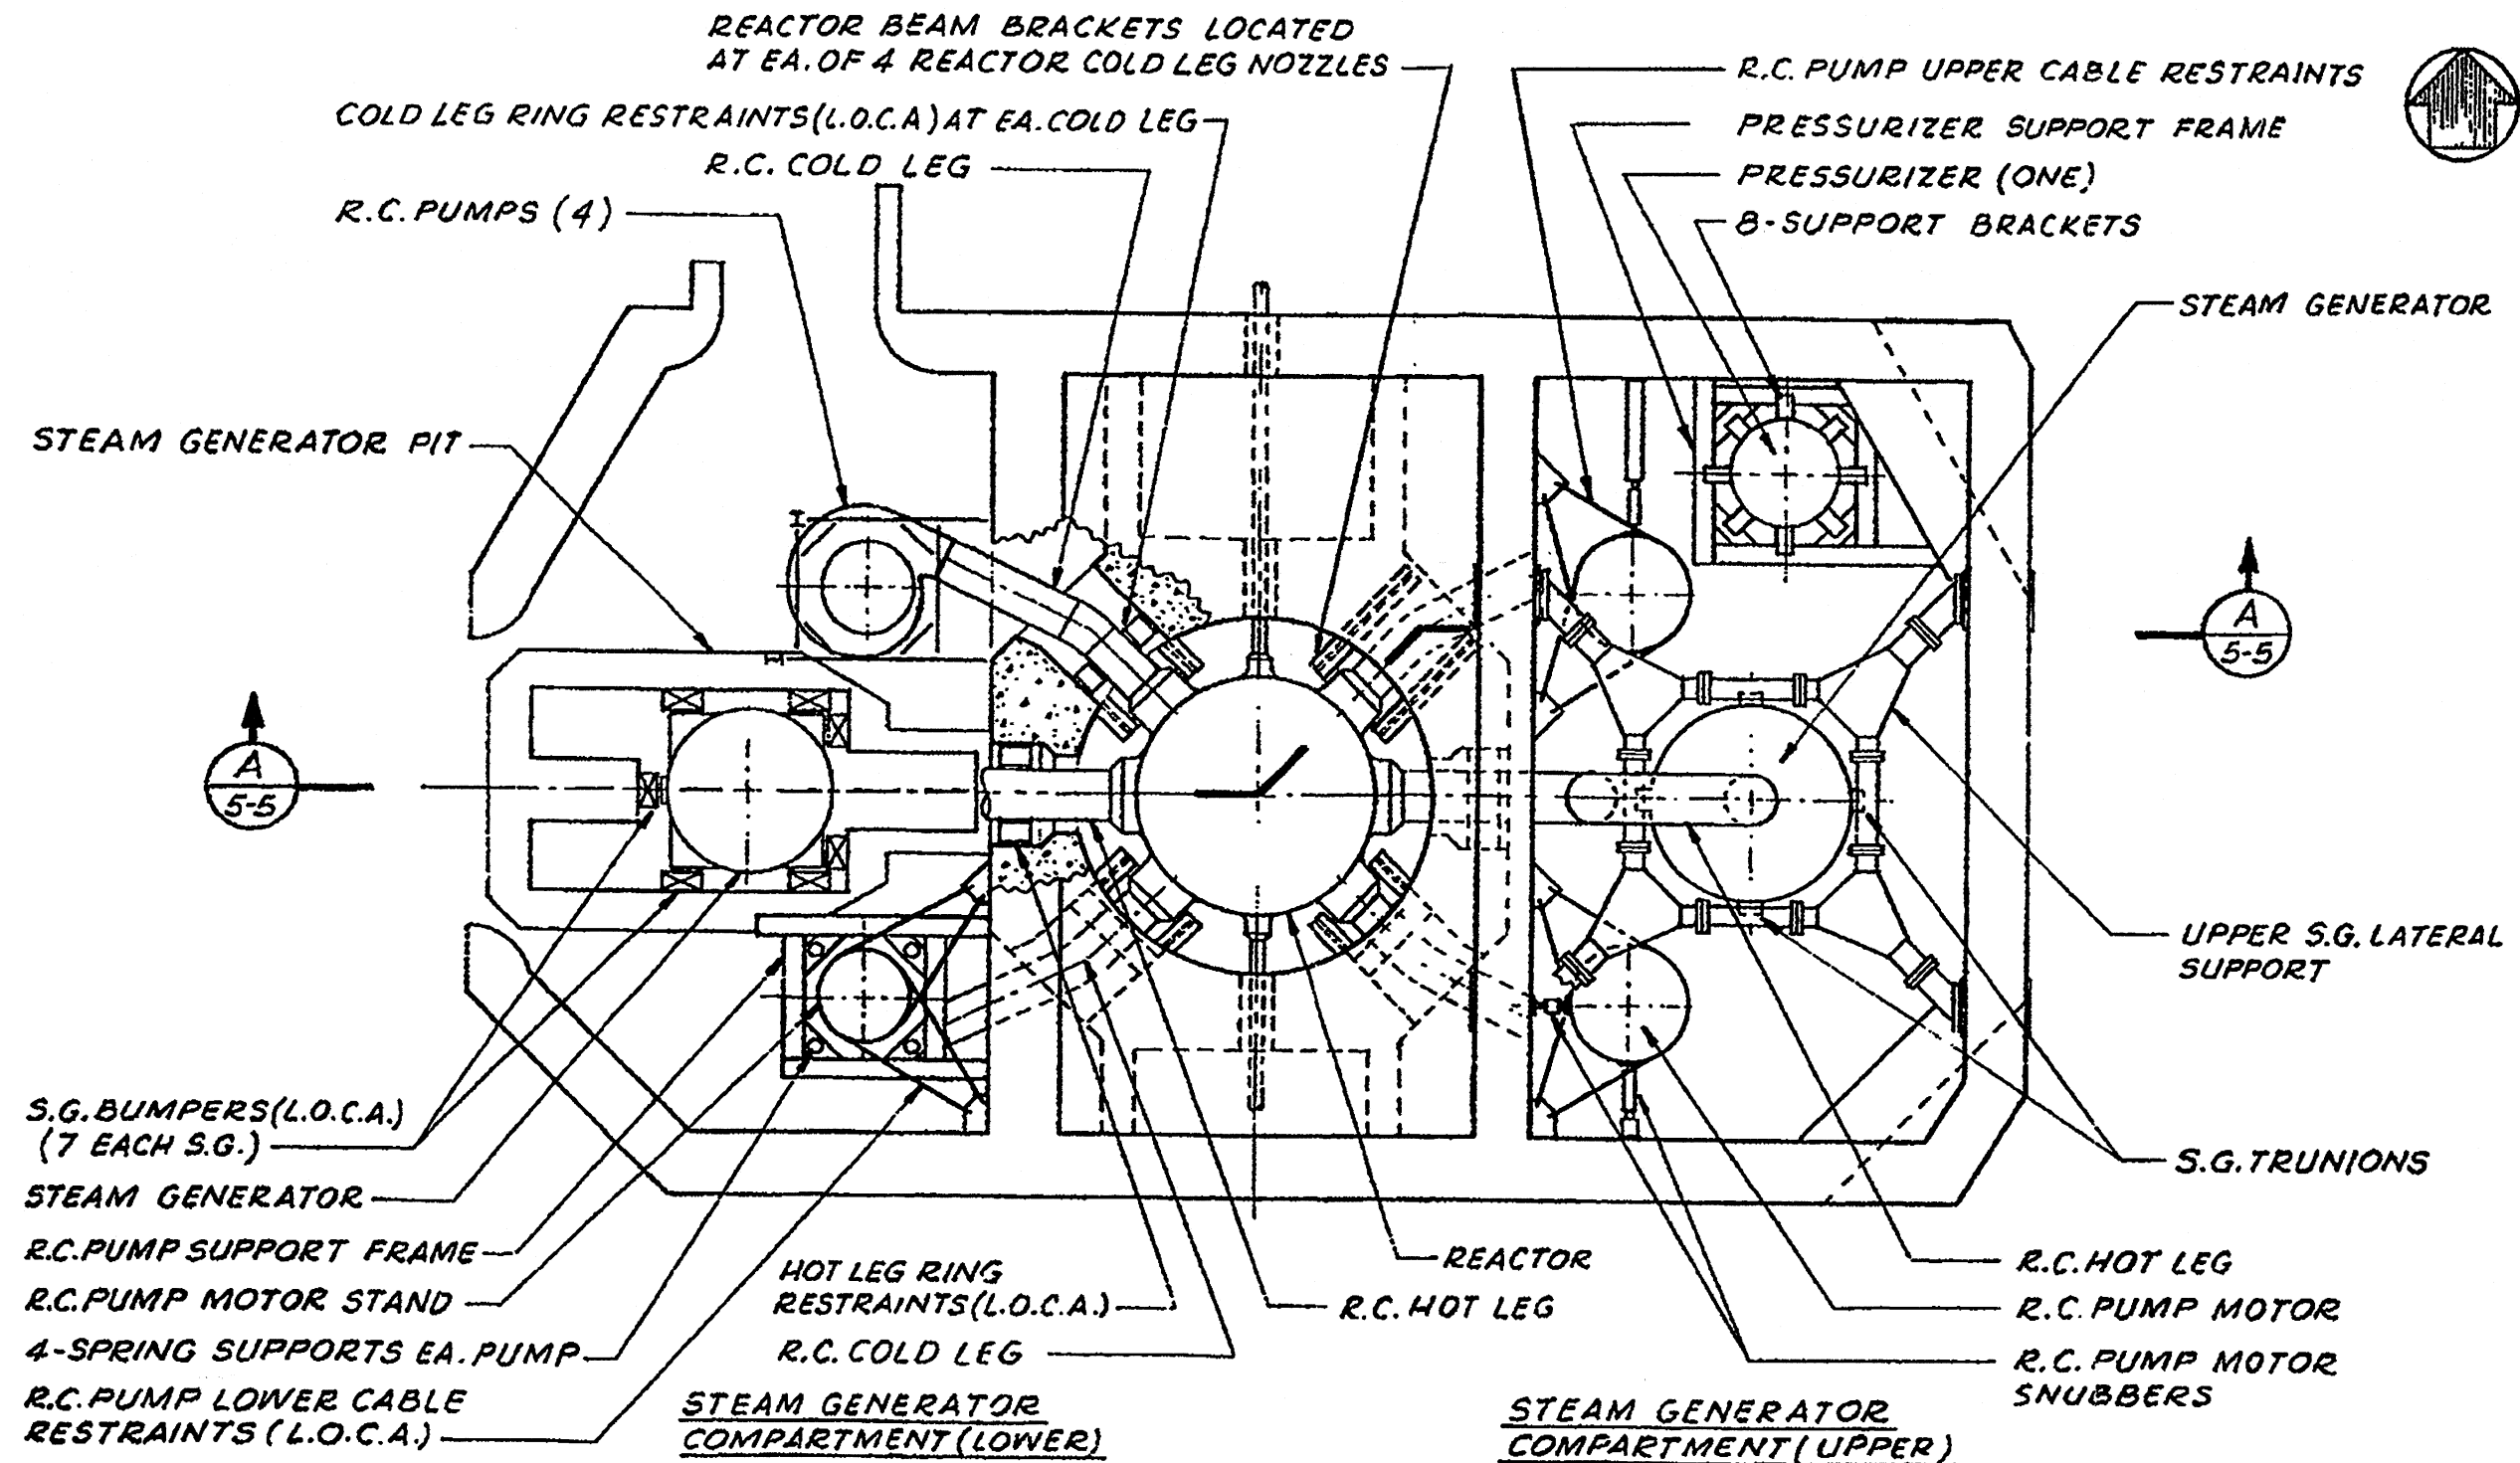 REACTOR BEAM BRACKETS LOCATED
AT EA. OF 4 REACTOR COLD LEG NOZZLES
COLD LEG RING RESTRAINTS (L.O.C.A) AT EA. COLD LEG
R.C. COLD LEG
R.C. PUMPS (4)
STEAM GENERATOR PIT
R.C. PUMP UPPER CABLE RESTRAINTS
PRESSURIZER SUPPORT FRAME
PRESSURIZER (ONE)
8-SUPPORT BRACKETS
STEAM GENERATOR
A
5-5
A
5-5
UPPER S.G. LATERAL
SUPPORT
S.G. TRUNIONS
S.G. BUMPERS (L.O.C.A.)
(7 EACH S.G.)
STEAM GENERATOR
R.C. PUMP SUPPORT FRAME
R.C. PUMP MOTOR STAND
4-SPRING SUPPORTS EA. PUMP
R.C. PUMP LOWER CABLE
RESTRAINTS (L.O.C.A.)
HOT LEG RING
RESTRAINTS (L.O.C.A.)
R.C. COLD LEG
REACTOR
R.C. HOT LEG
R.C. HOT LEG
R.C. PUMP MOTOR
R.C. PUMP MOTOR
SNUBBERS
STEAM GENERATOR
COMPARTMENT (LOWER)
STEAM GENERATOR
COMPARTMENT (UPPER)